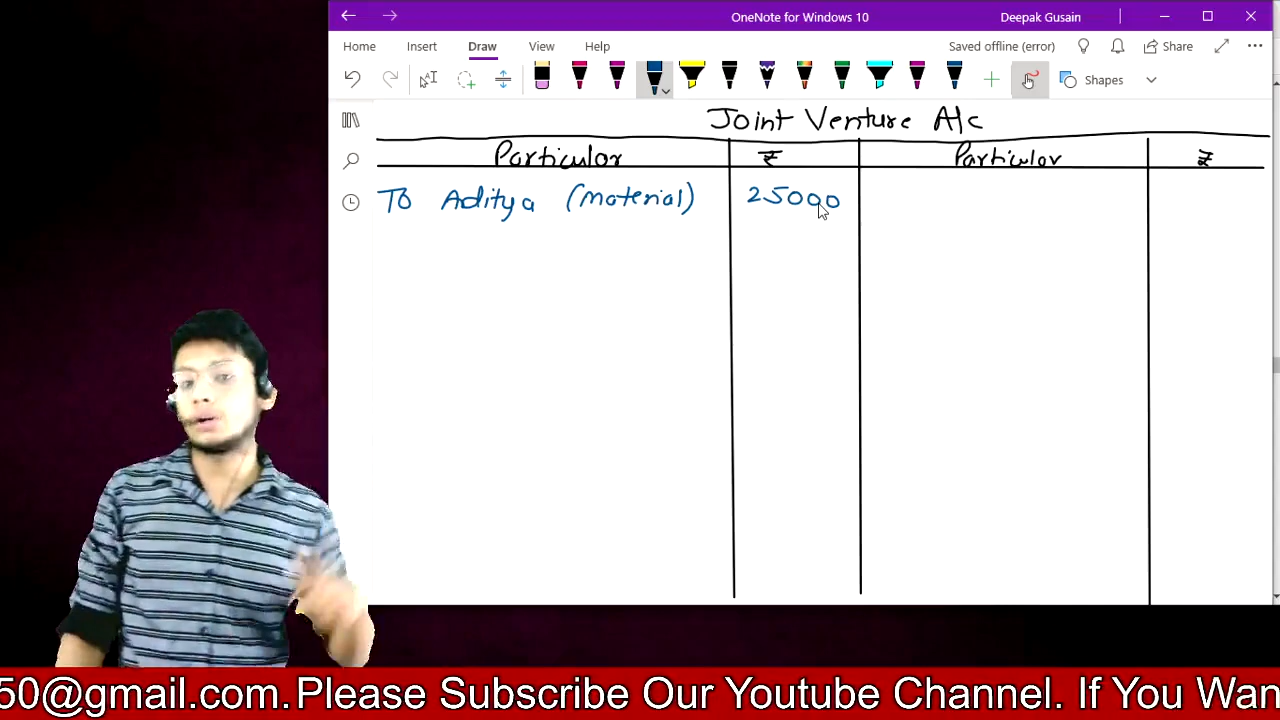 OneNote for Windows 10
Deepak Gusain
Home Insert Draw View Help
Saved offline (error)
Share
Shapes
Joint Venture A/c
Particular ₹ Particular ₹
To Aditya (material) 25000
50@gmail.com. Please Subscribe Our Youtube Channel. If You Wan